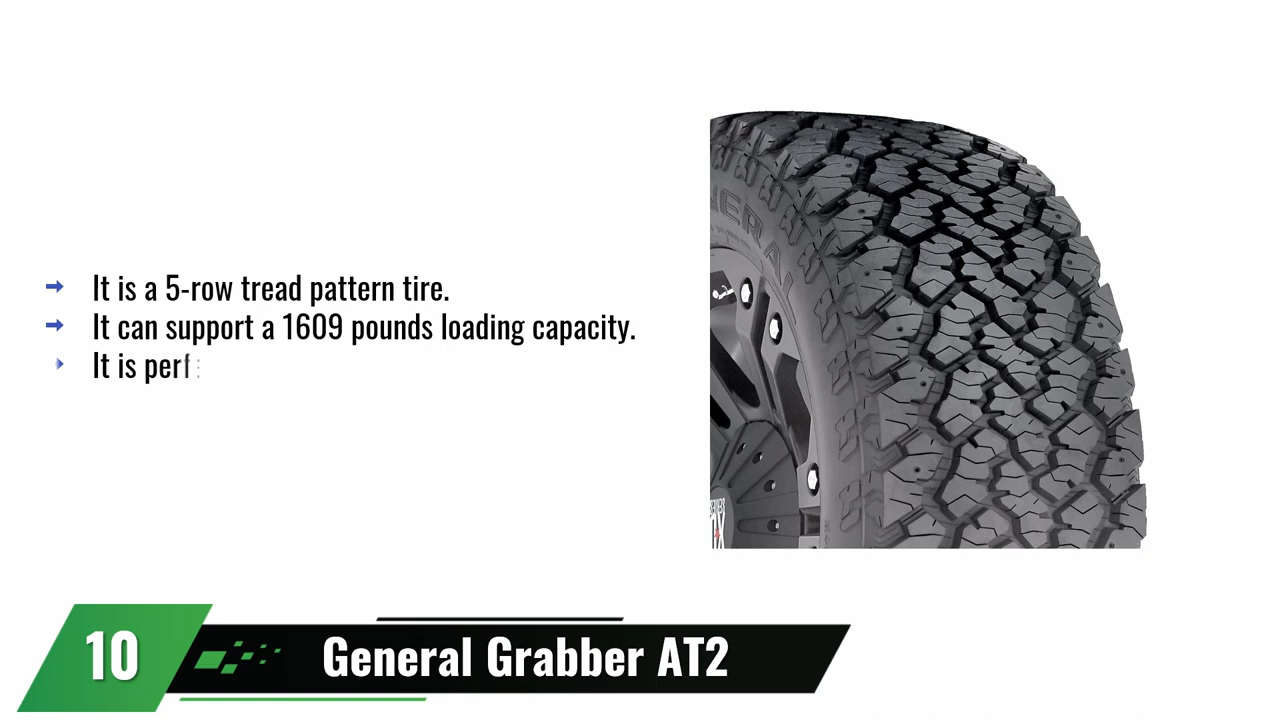 It is a 5-row tread pattern tire.
It can support a 1609 pounds loading capacity.
It is perf
10
General Grabber AT2